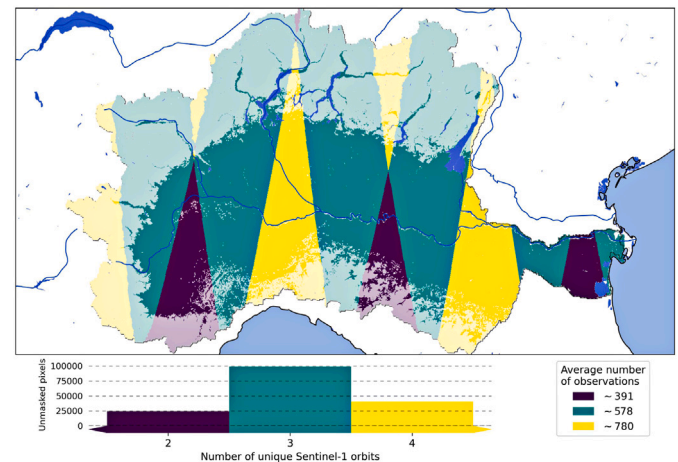 100000
75000
50000
25000
0
Unmasked pixels
2 3 4
Number of unique Sentinel-1 orbits
Average number
of observations
~ 391
~ 578
~ 780